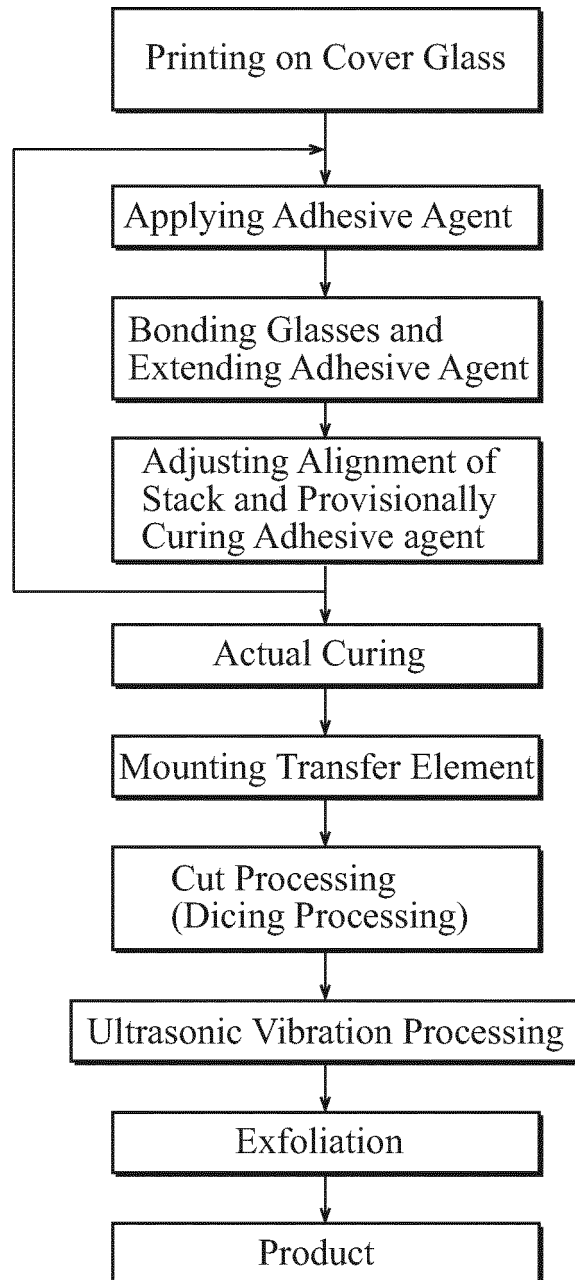 Printing on Cover Glass
Applying Adhesive Agent
Bonding Glasses and
Extending Adhesive Agent
Adjusting Alignment of
Stack and Provisionally
Curing Adhesive agent
Actual Curing
Mounting Transfer Element
Cut Processing
(Dicing Processing)
Ultrasonic Vibration Processing
Exfoliation
Product